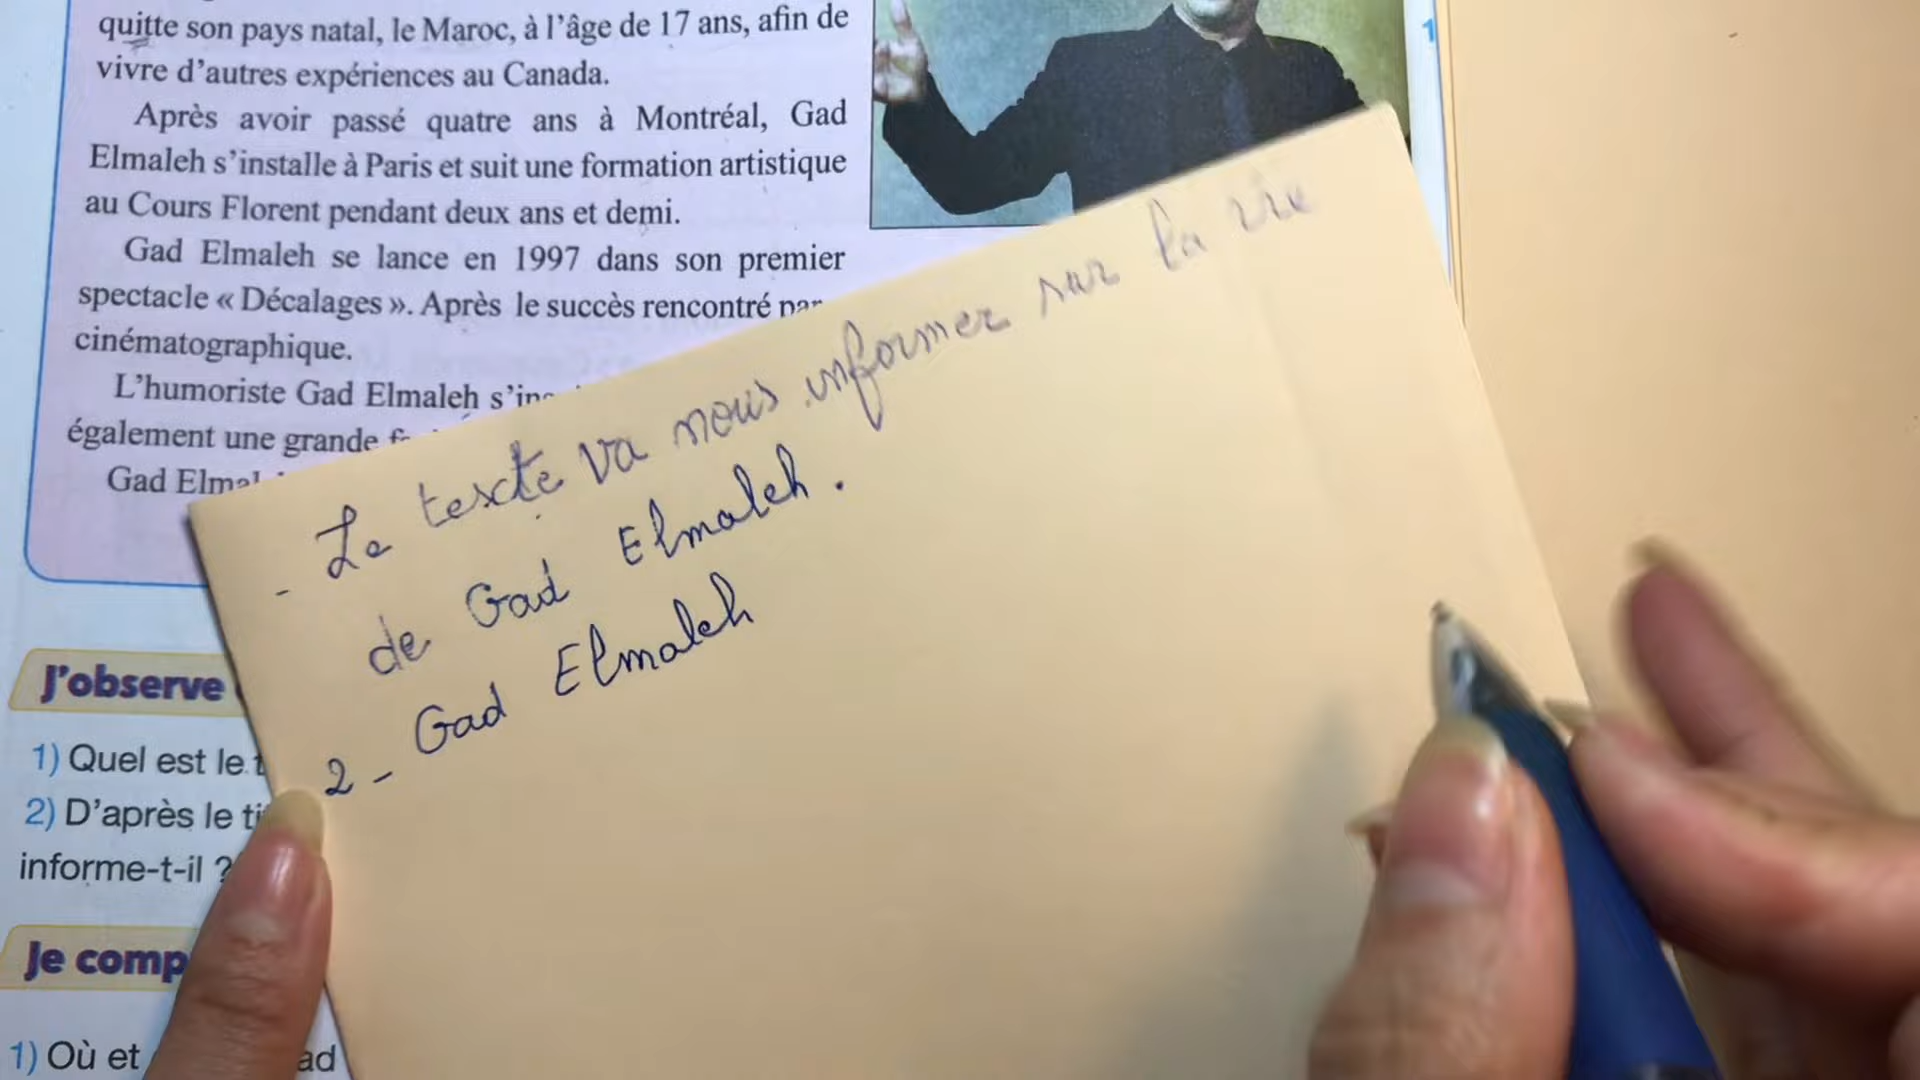 quitte son pays natal, le Maroc, à l'âge de 17 ans, afin de
vivre d'autres expériences au Canada.
Après avoir passé quatre ans à Montréal, Gad
Elmaleh s'installe à Paris et suit une formation artistique
au Cours Florent pendant deux ans et demi.
Gad Elmaleh se lance en 1997 dans son premier
spectacle « Décalages ». Après le succès rencontré
cinématographique.
L'humoriste Gad Elmaleh
également une grande
Gad
- Le texte va nous informer sur la vie
de Gad Elmaleh.
2 - Gad Elmaleh
J'observe
1) Quel est le
2) D'après le
informe-t-il ?
Je
1) Où et
1